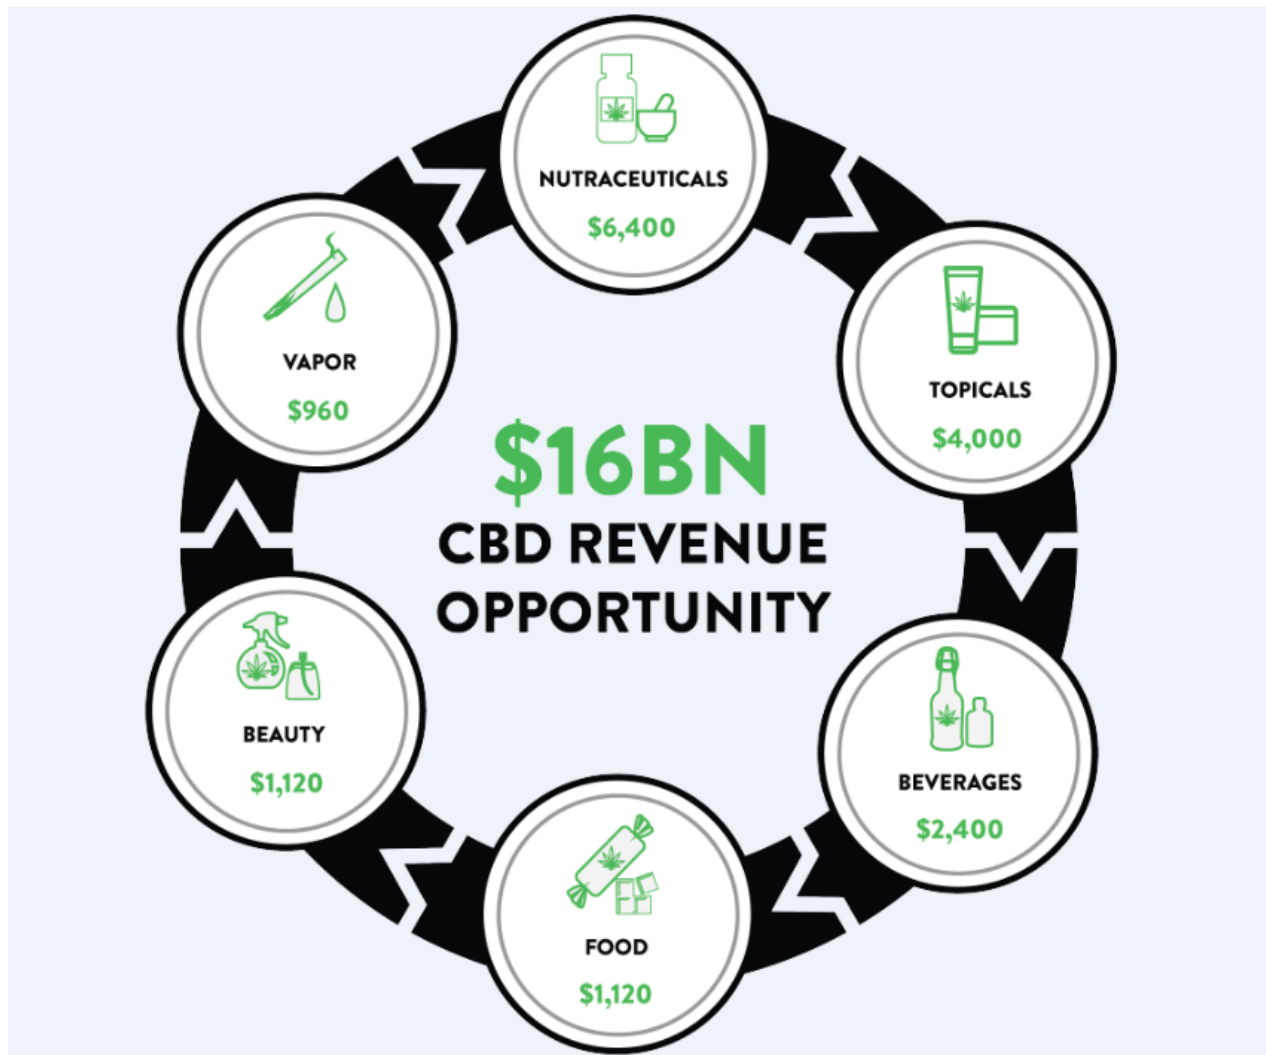 NUTRACEUTICALS
$6,400
TOPICALS
$4,000
BEVERAGES
$2,400
FOOD
$1,120
BEAUTY
$1,120
VAPOR
$960
$16BN
CBD REVENUE
OPPORTUNITY